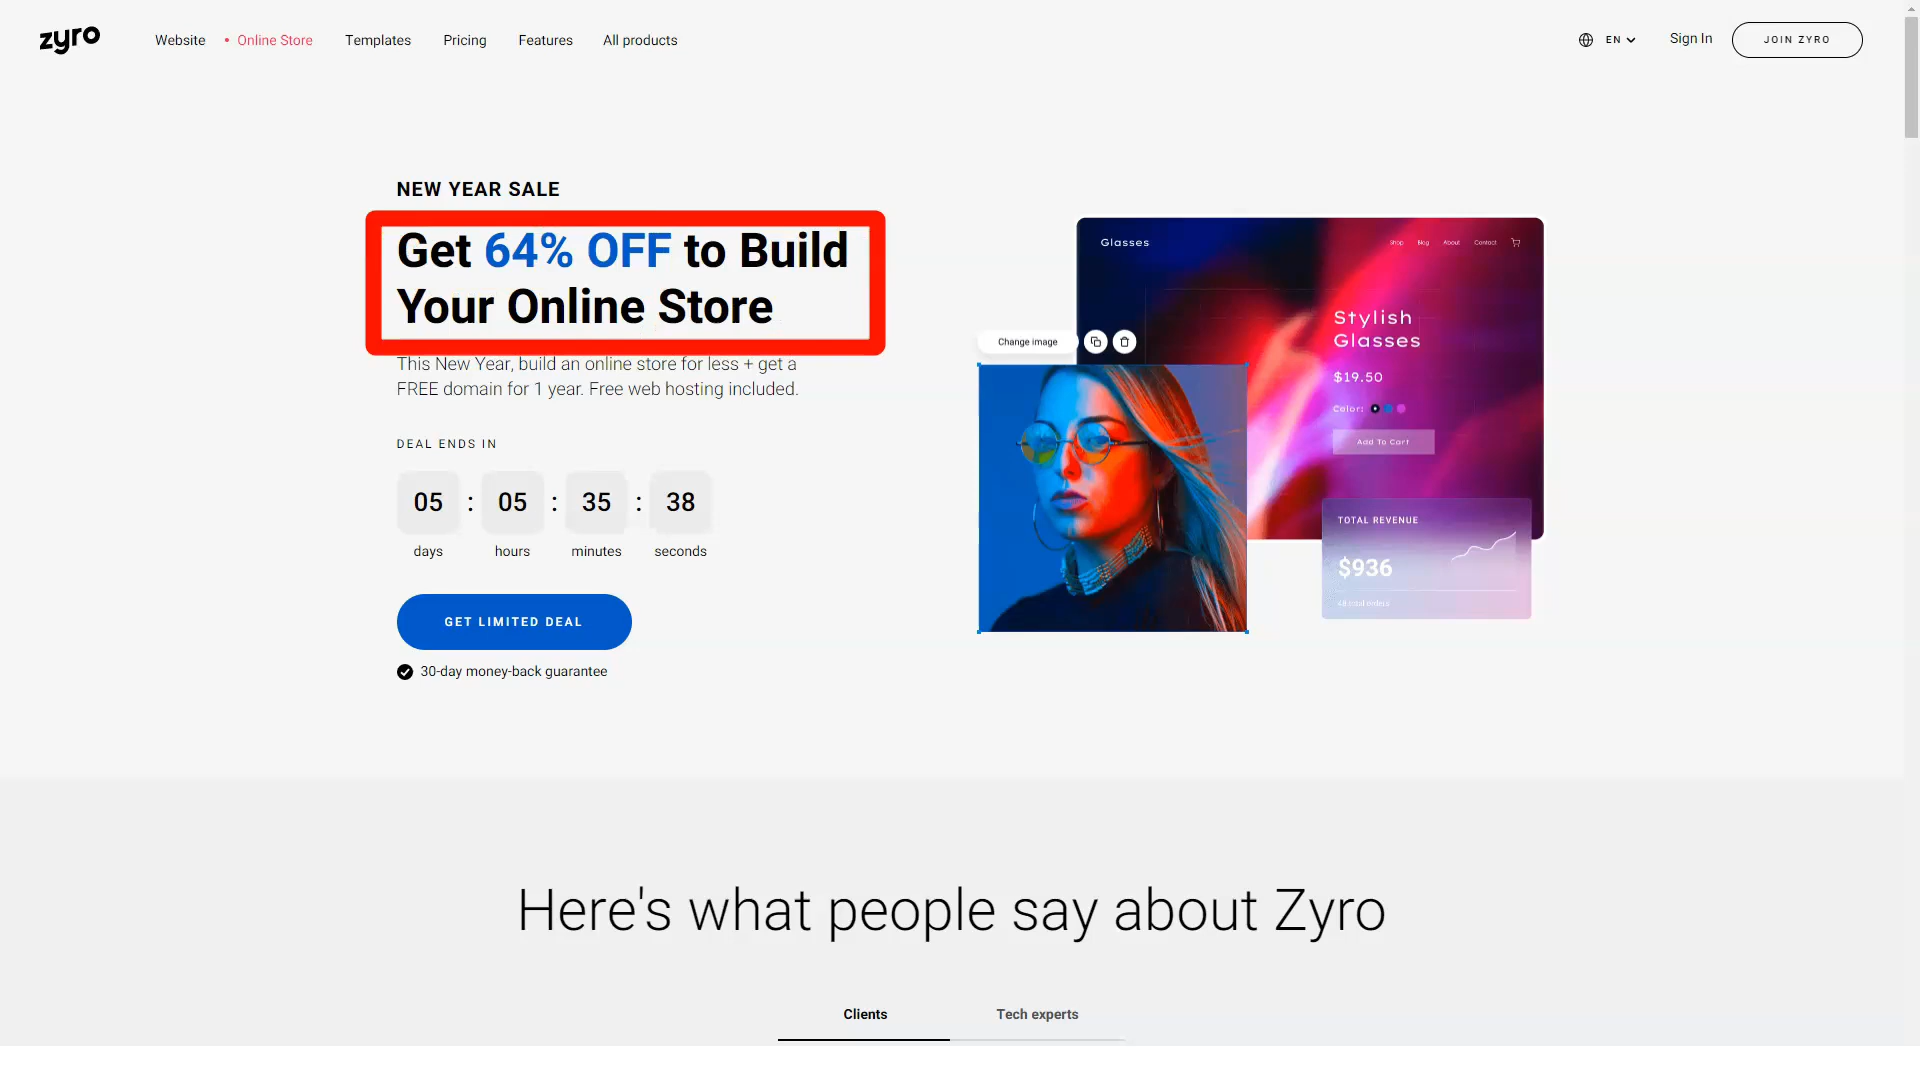 zyro
Website
Online Store
Templates
Pricing
Features
All products
EN
Sign In
JOIN ZYRO
NEW YEAR SALE
Get 64% OFF to Build
Your Online Store
This New Year, build an online store for less + get a
FREE domain for 1 year. Free web hosting included.
DEAL ENDS IN
05 : 05 : 35 : 38
days hours minutes seconds
GET LIMITED DEAL
30-day money-back guarantee
Glasses
Shop Blog About Contact
Stylish
Glasses
$19.50
Color:
Add To Cart
Change image
TOTAL REVENUE
$936
48 total orders
Here's what people say about Zyro
Clients
Tech experts